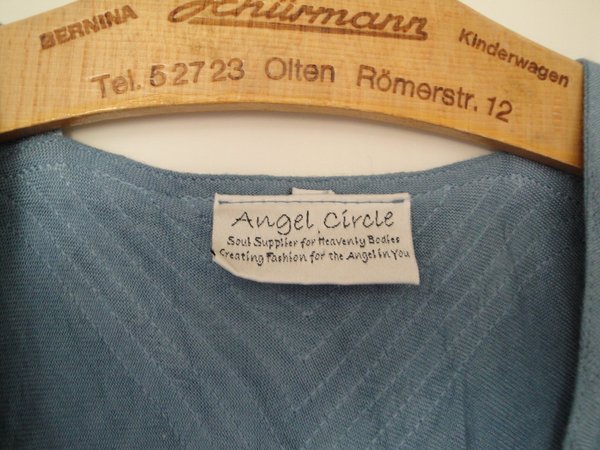 BERNINA Schürmann Kinderwagen
Tel. 52723 Olten Römerstr. 12
Angel Circle
Soul Supplier for Heavenly Bodies
Creating Fashion for the Angel in You